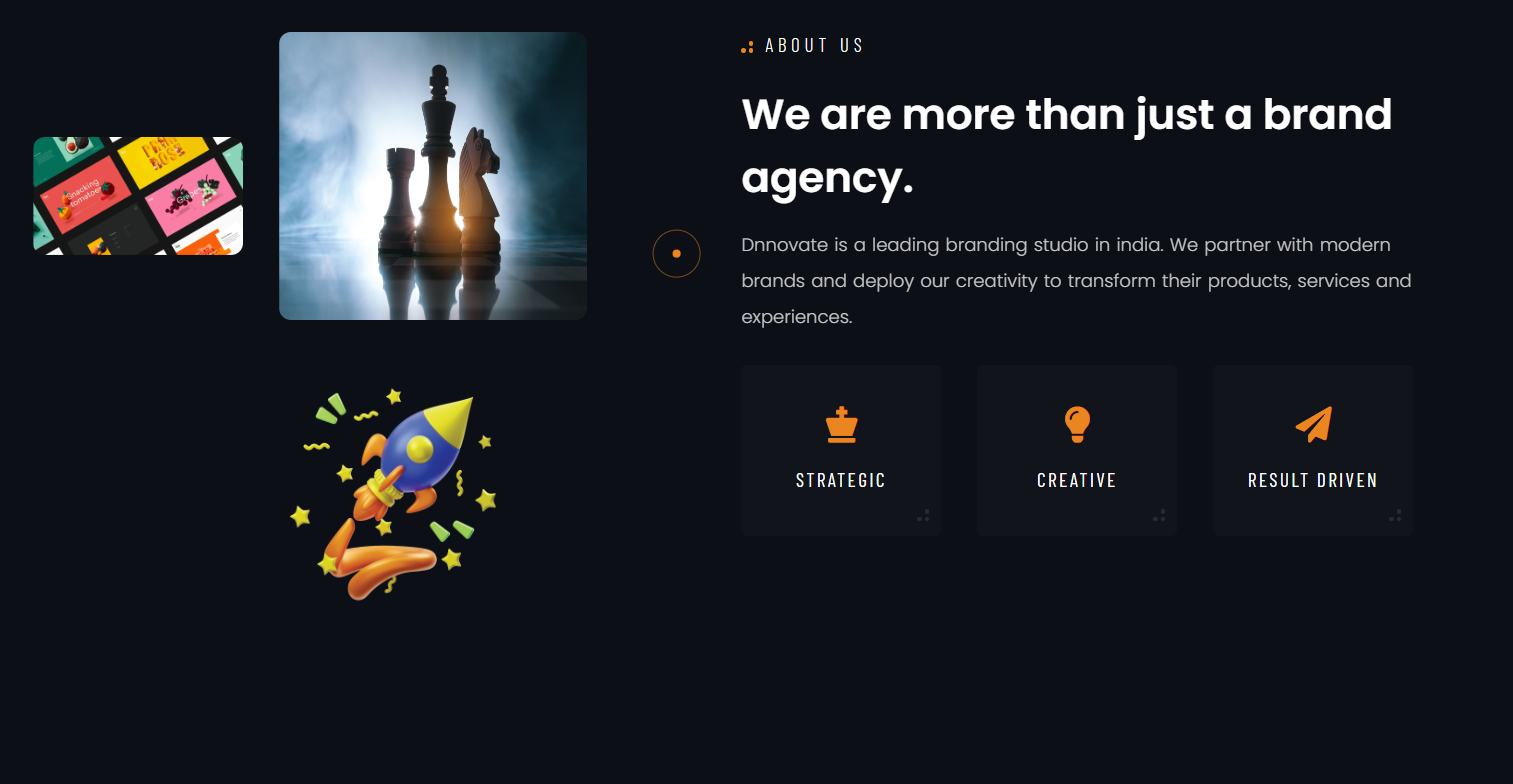 ABOUT US
We are more than just a brand
agency.
Dnnovate is a leading branding studio in india. We partner with modern
brands and deploy our creativity to transform their products, services and
experiences.
STRATEGIC
CREATIVE
RESULT DRIVEN
Snacking
tomatoes